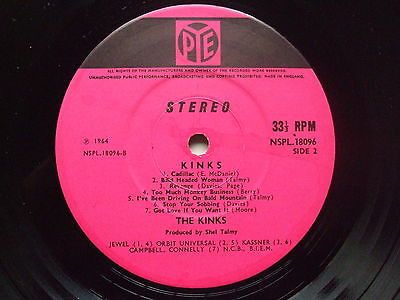 PYE
ALL RIGHTS OF THE MANUFACTURERS AND OWNER OF THE RECORDED WORK RESERVED.
UNAUTHORISED PUBLIC PERFORMANCE, BROADCASTING AND COPYING PROHIBITED. MADE IN ENGLAND.
STEREO
33⅓ RPM
Ⓟ 1964
NSPL.18096
NSPL.18096-B
SIDE 2
KINKS
1. Cadillac (E. McDaniel)
2. Bald Headed Woman (Talmy)
3. Revenge (Davies, Page)
4. Too Much Monkey Business (Berry)
5. I've Been Driving On Bald Mountain (Talmy)
6. Stop Your Sobbing (Davies)
7. Got Love If You Want It (Moore)
THE KINKS
Produced by Shel Talmy
JEWEL (1, 4) ORBIT UNIVERSAL (2, 5) KASSNER (3, 6)
CAMPBELL, CONNELLY (7) N.C.B., B.I.E.M.